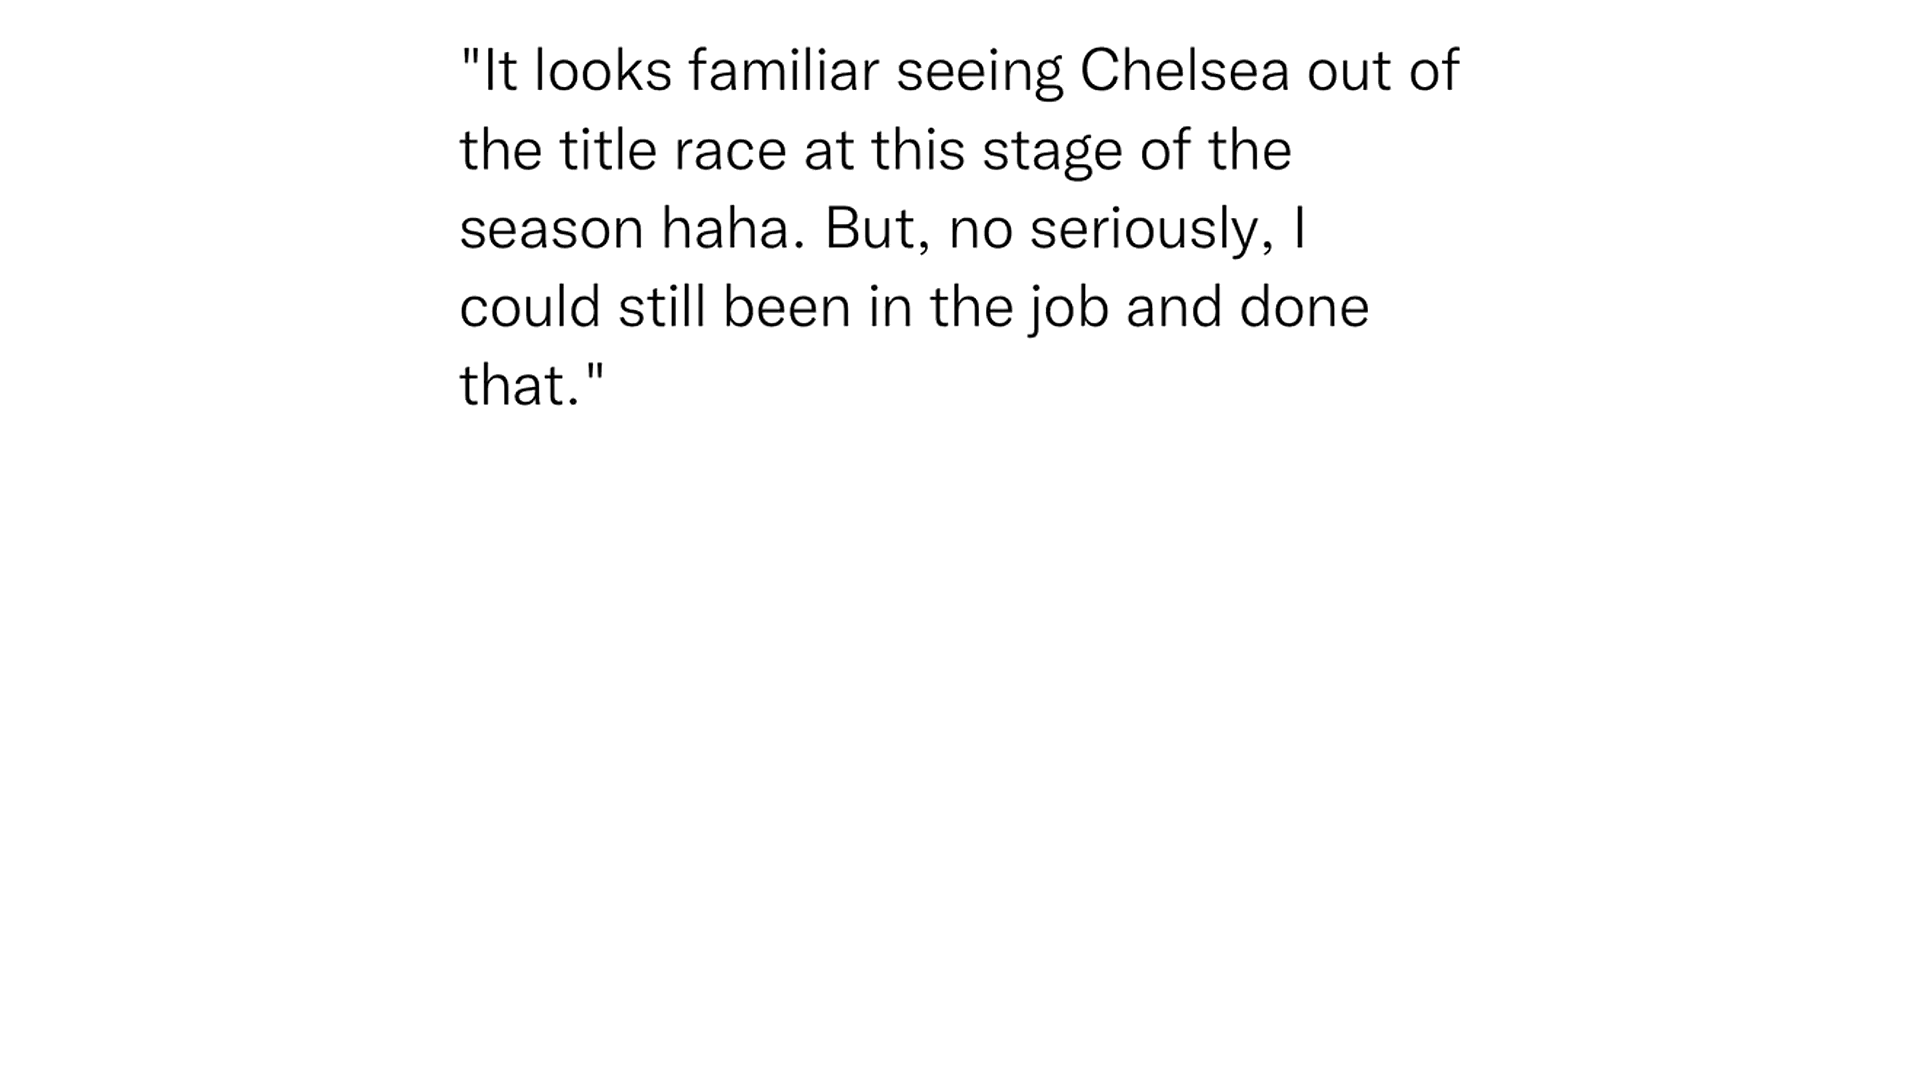 "It looks familiar seeing Chelsea out of
the title race at this stage of the
season haha. But, no seriously, I
could still been in the job and done
that."